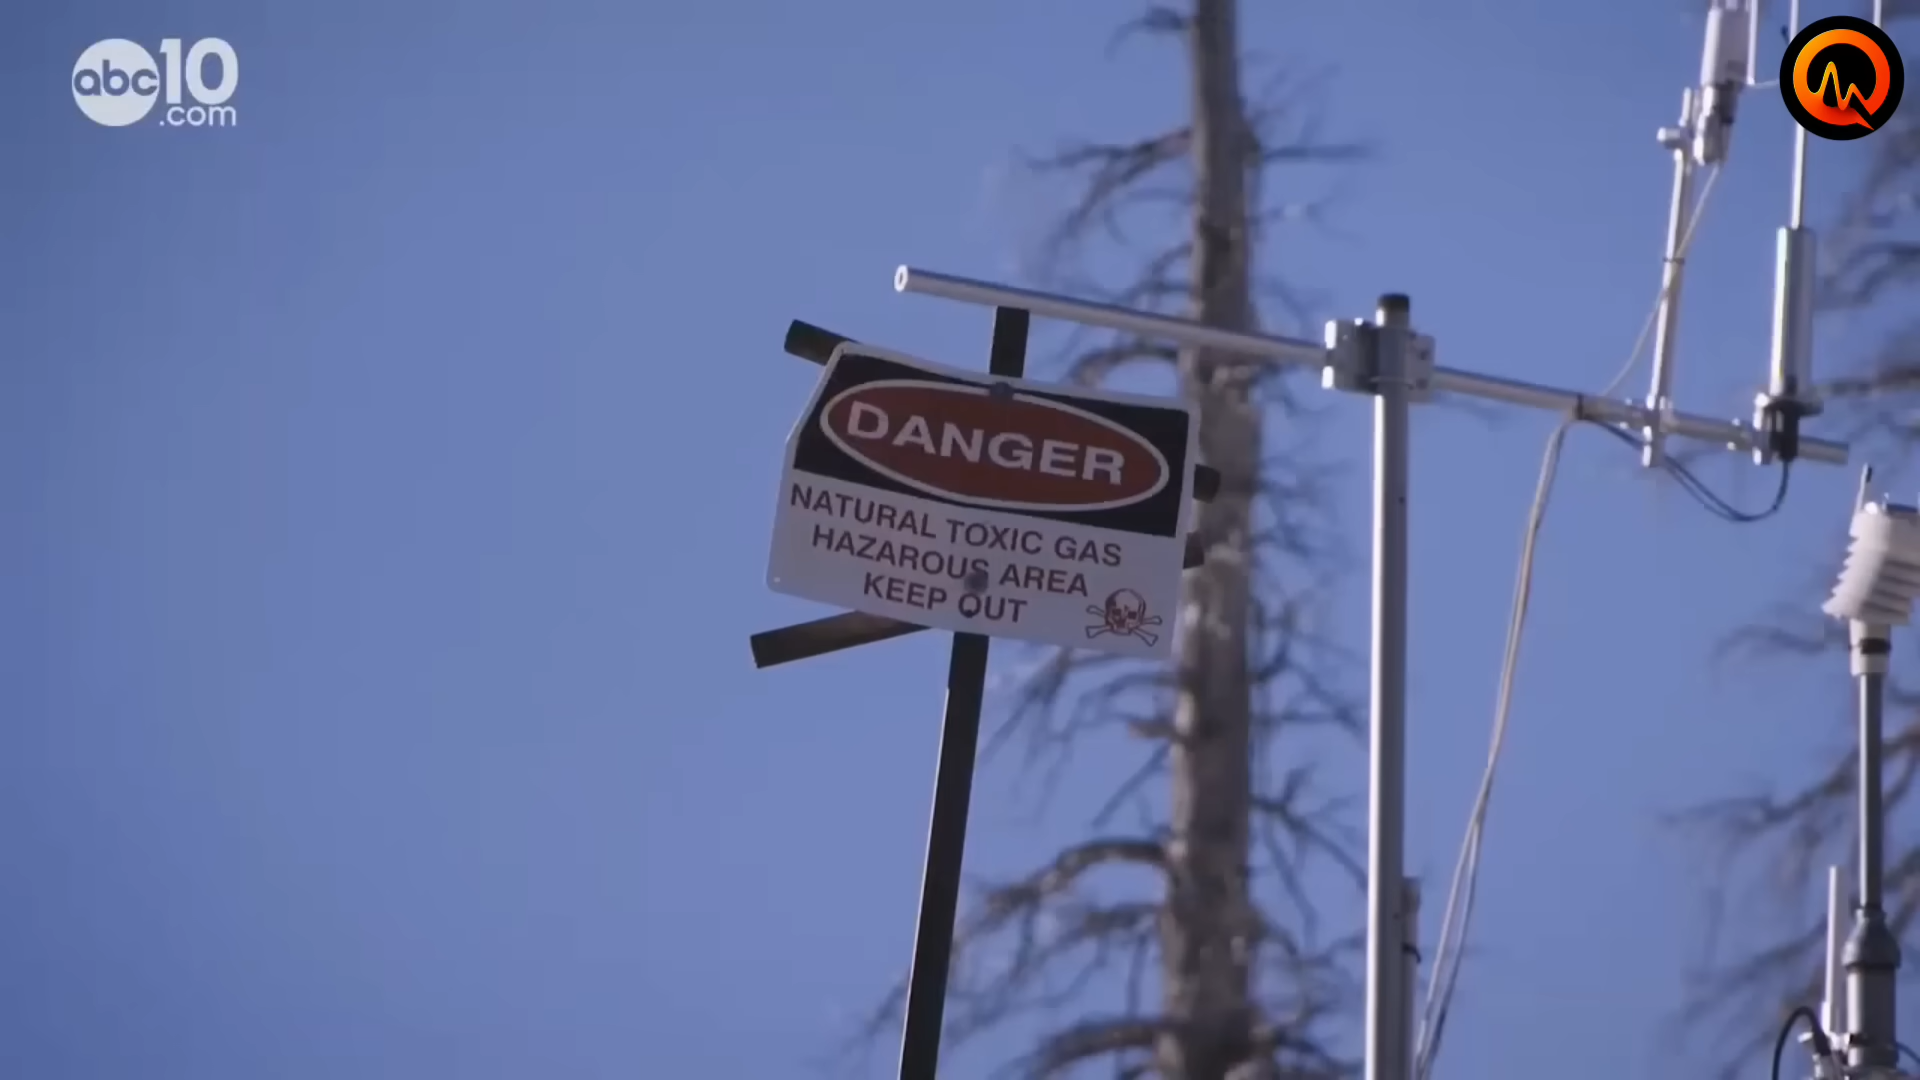 abc10
.com
DANGER
NATURAL TOXIC GAS
HAZAROUS AREA
KEEP OUT